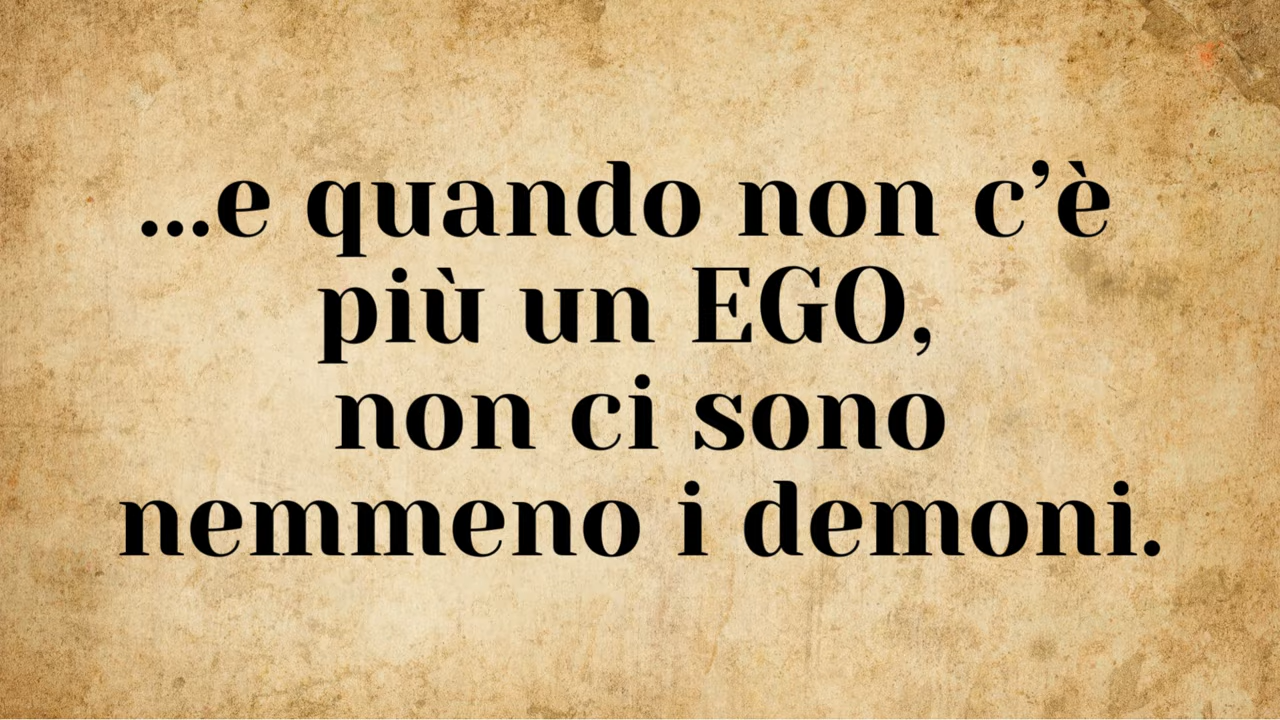 ...e quando non c’è
più un EGO,
non ci sono
nemmeno i demoni.